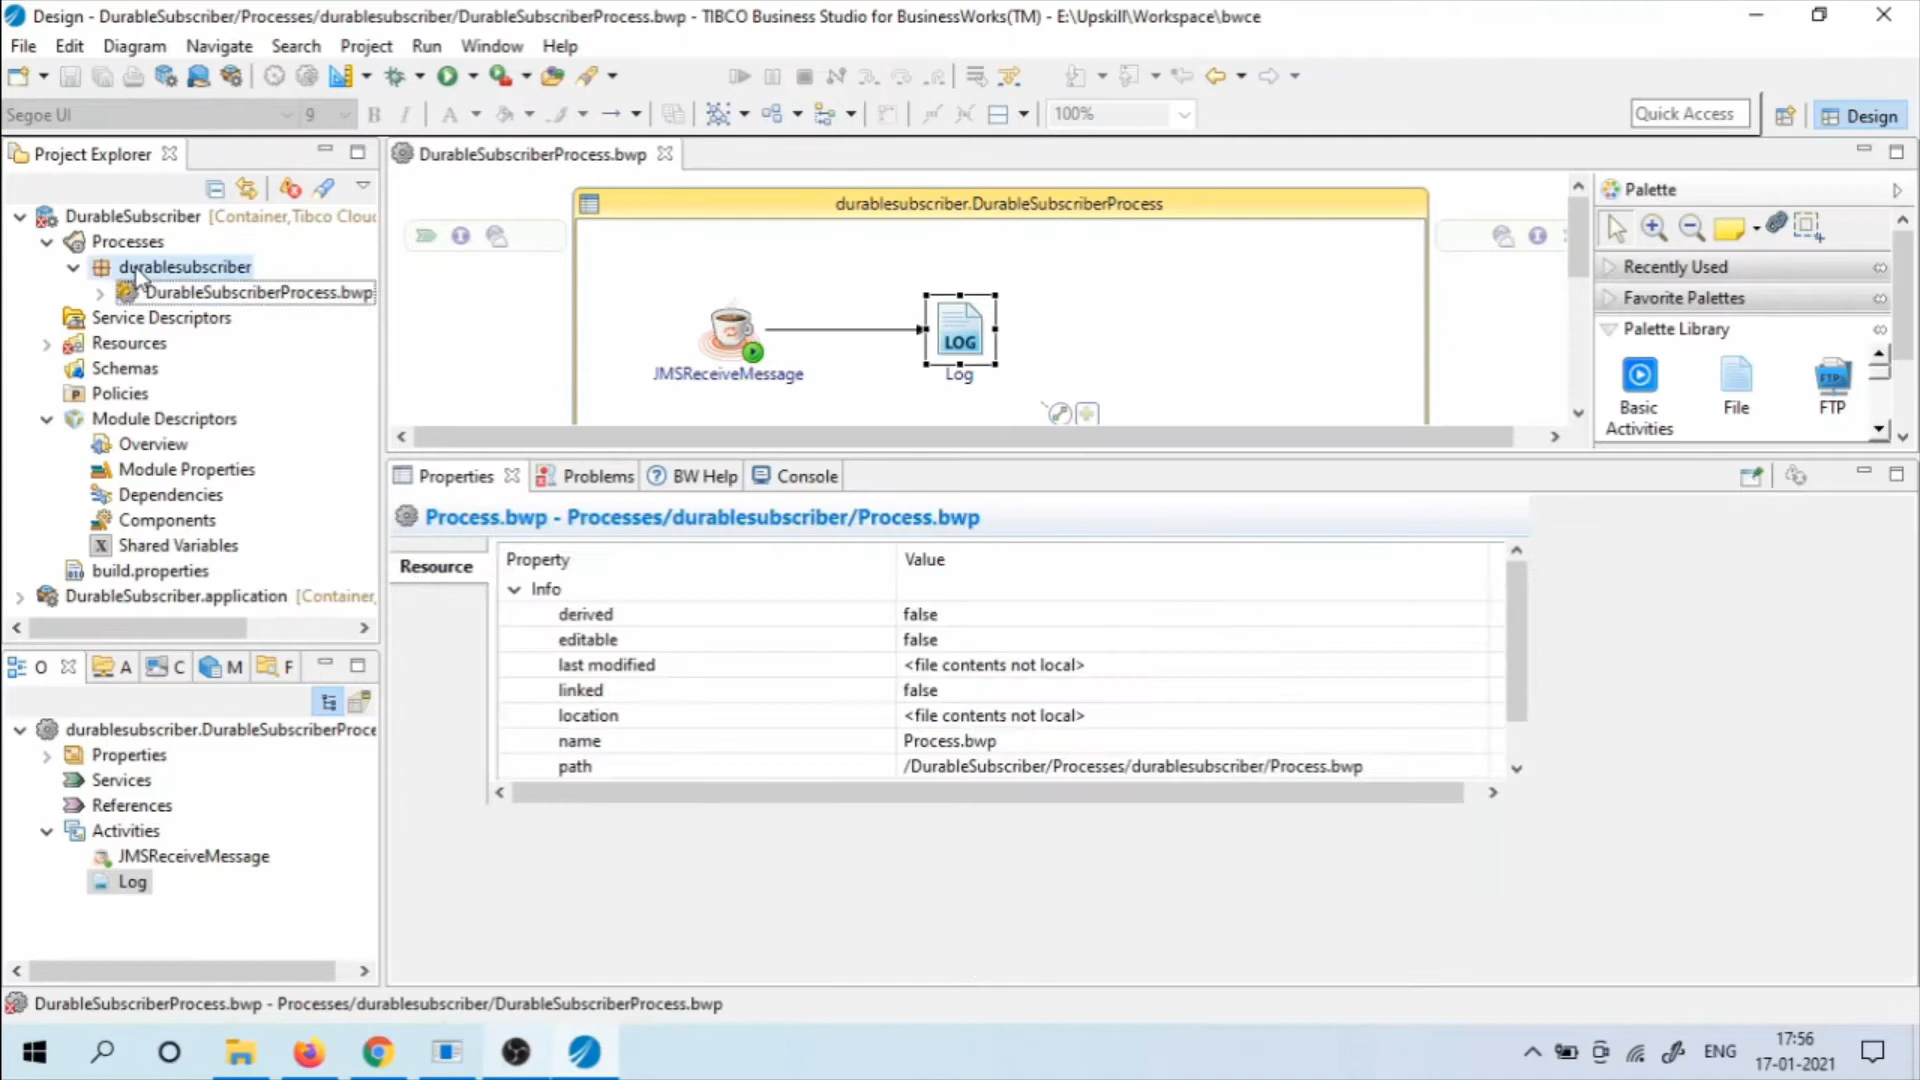 Design - DurableSubscriber/Processes/durablesubscriber/DurableSubscriberProcess.bwp - TIBCO Business Studio for BusinessWorks(TM) - E:\Upskill\Workspace\bwce
File Edit Diagram Navigate Search Project Run Window Help
Segoe UI 9 B I A 100% Quick Access Design
Project Explorer
DurableSubscriber [Container,Tibco Clou
Processes
durablesubscriber
DurableSubscriberProcess.bwp
Service Descriptors
Resources
Schemas
Policies
Module Descriptors
Overview
Module Properties
Dependencies
Components
Shared Variables
build.properties
DurableSubscriber.application [Container,
O A C M F
durablesubscriber.DurableSubscriberProce
Properties
Services
References
Activities
JMSReceiveMessage
Log
DurableSubscriberProcess.bwp
durablesubscriber.DurableSubscriberProcess
LOG
JMSReceiveMessage
Log
Palette
Recently Used
Favorite Palettes
Palette Library
Basic Activities
File
FTP
Properties Problems BW Help Console
Process.bwp - Processes/durablesubscriber/Process.bwp
Resource
Property Value
Info
derived false
editable false
last modified <file contents not local>
linked false
location <file contents not local>
name Process.bwp
path /DurableSubscriber/Processes/durablesubscriber/Process.bwp
DurableSubscriberProcess.bwp - Processes/durablesubscriber/DurableSubscriberProcess.bwp
ENG
17:56
17-01-2021